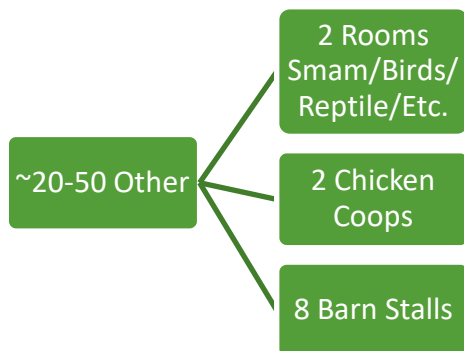 ~20-50 Other
2 Rooms
Smam/Birds/
Reptile/Etc.
2 Chicken
Coops
8 Barn Stalls